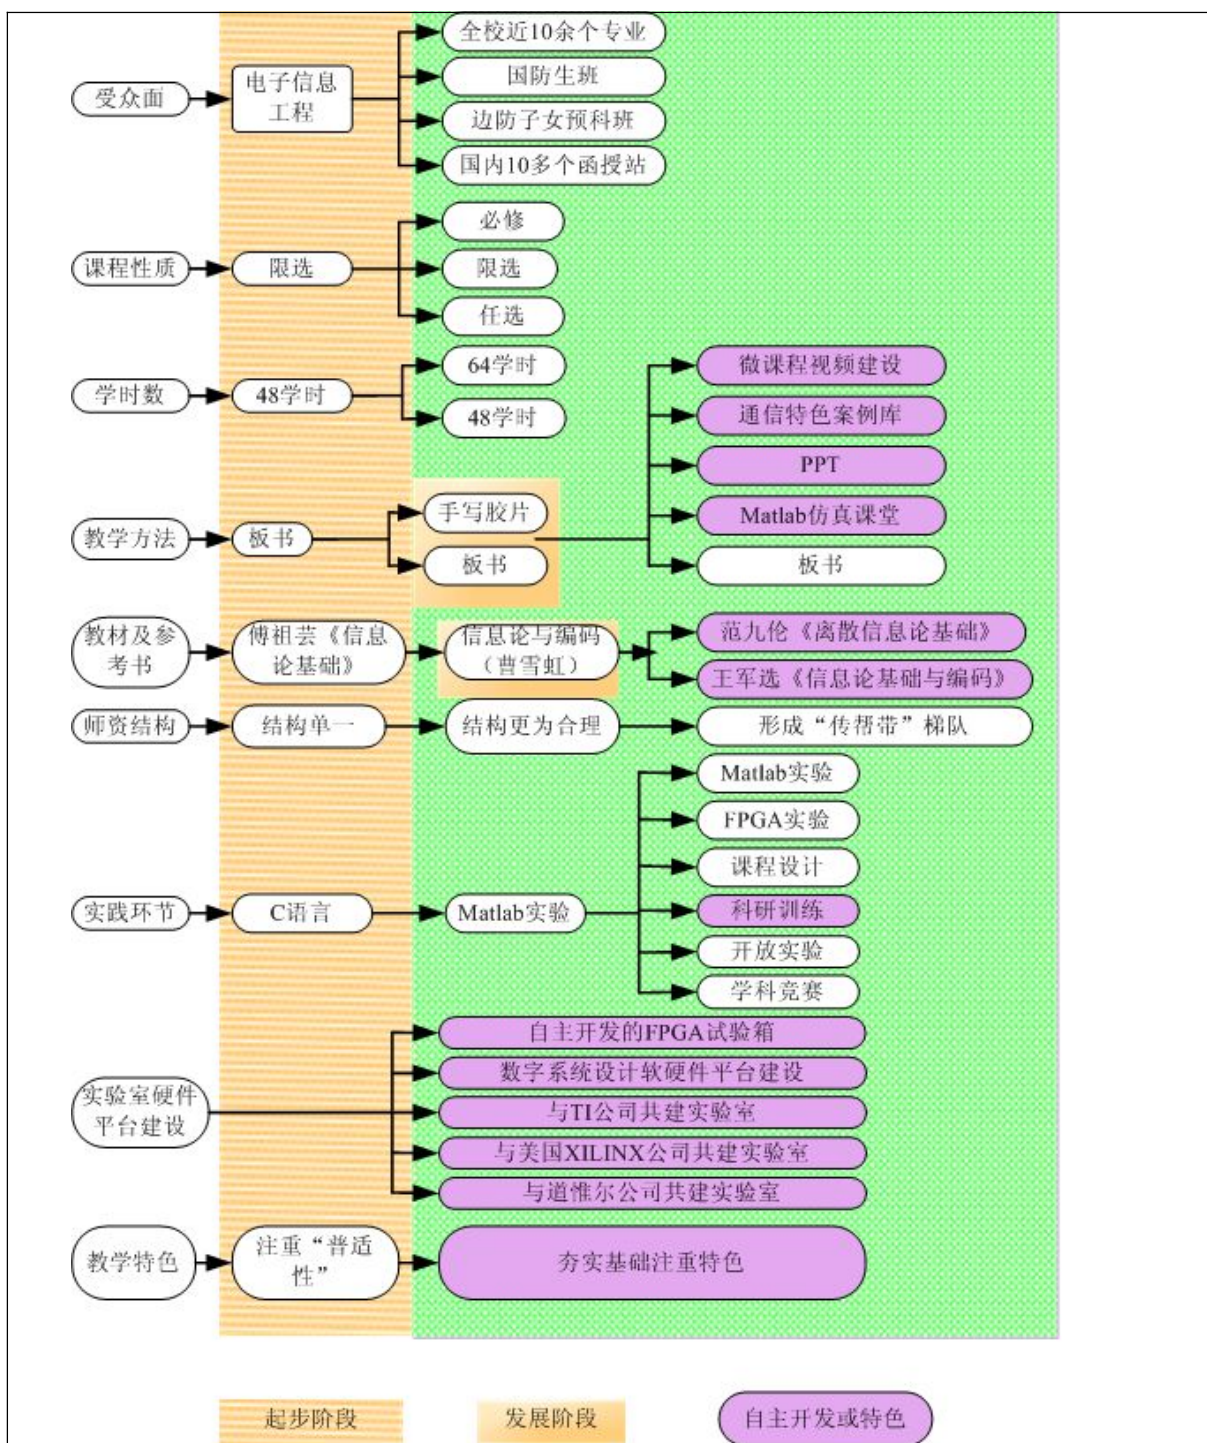 全校近10余个专业
国防生班
受众面
电子信息
工程
边防子女预科班
国内10多个函授站
必修
课程性质
限选
限选
任选
64学时
微课程视频建设
学时数
48学时
48学时
通信特色案例库
PPT
手写胶片
Matlab仿真课堂
教学方法
板书
板书
板书
教材及参
考书
傅祖芸《信息
论基础》
信息论与编码
（曹雪虹）
范九伦《离散信息论基础》
王军选《信息论基础与编码》
师资结构
结构单一
结构更为合理
形成“传帮带”梯队
Matlab实验
FPGA实验
课程设计
实践环节
C语言
Matlab实验
科研训练
开放实验
学科竞赛
自主开发的FPGA试验箱
数字系统设计软硬件平台建设
实验室硬件
平台建设
与TI公司共建实验室
与美国XILINX公司共建实验室
与道惟尔公司共建实验室
教学特色
注重“普适
性”
夯实基础注重特色
起步阶段
发展阶段
自主开发或特色